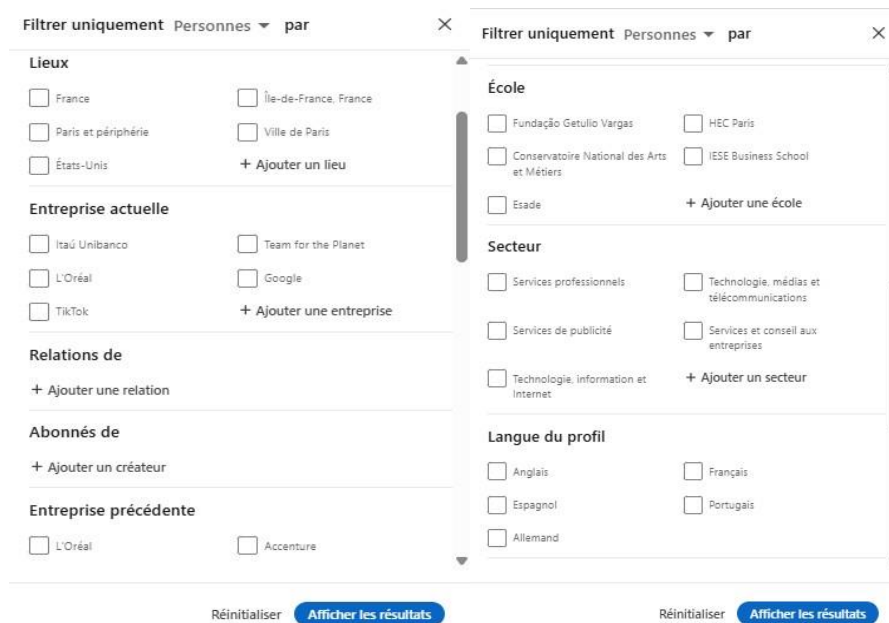 Filtrer uniquement Personnes par
Lieux
France Île-de-France, France
Paris et périphérie Ville de Paris
États-Unis + Ajouter un lieu
Entreprise actuelle
Itaú Unibanco Team for the Planet
L'Oréal Google
TikTok + Ajouter une entreprise
Relations de
+ Ajouter une relation
Abonnés de
+ Ajouter un créateur
Entreprise précédente
L'Oréal Accenture
Réinitialiser Afficher les résultats
Filtrer uniquement Personnes par
École
Fundação Getulio Vargas HEC Paris
Conservatoire National des Arts IESE Business School
et Métiers
Esade + Ajouter une école
Secteur
Services professionnels Technologie, médias et
télécommunications
Services de publicité Services et conseil aux
entreprises
Technologie, information et + Ajouter un secteur
Internet
Langue du profil
Anglais Français
Espagnol Portugais
Allemand
Réinitialiser Afficher les résultats